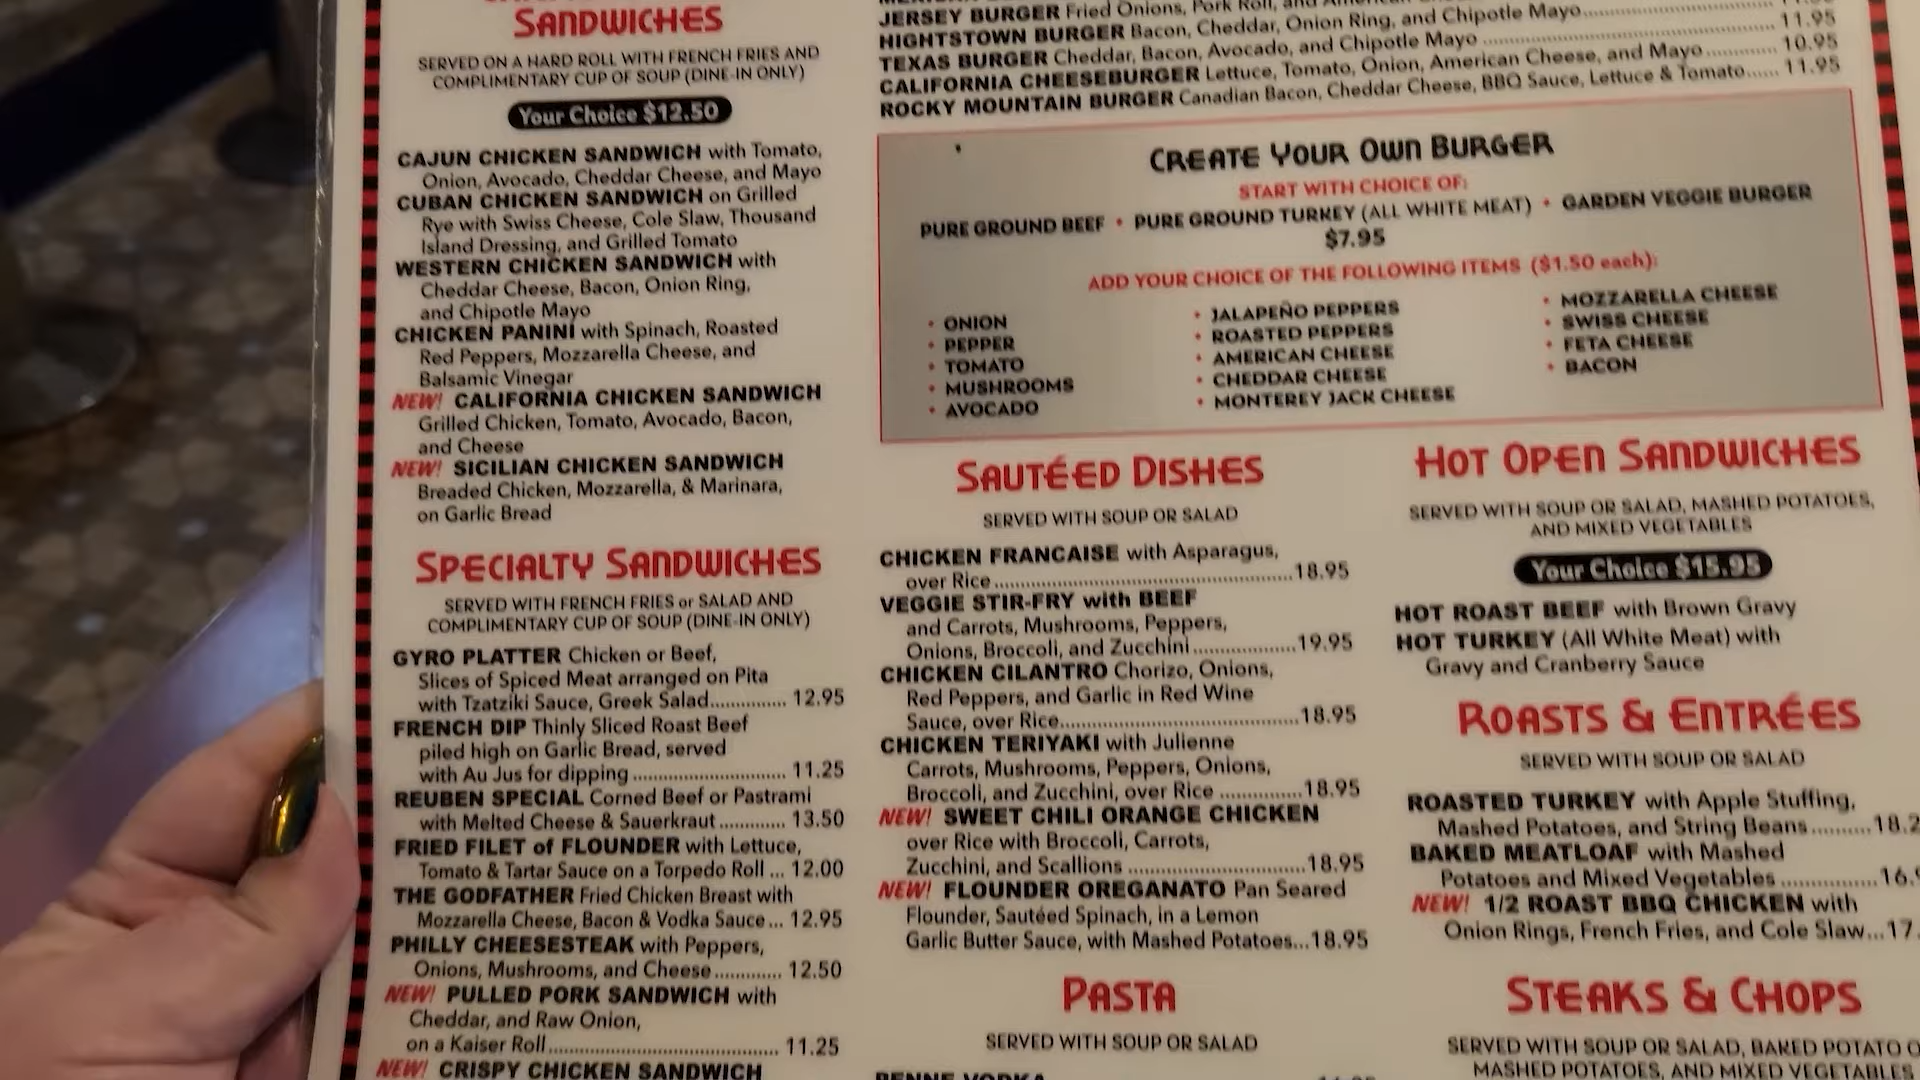 SANDWICHES
SERVED ON A HARD ROLL WITH FRENCH FRIES AND
COMPLIMENTARY CUP OF SOUP (DINE-IN ONLY)
Your Choice $12.50
CAJUN CHICKEN SANDWICH with Tomato,
Onion, Avocado, Cheddar Cheese, and Mayo
CUBAN CHICKEN SANDWICH on Grilled
Rye with Swiss Cheese, Cole Slaw, Thousand
Island Dressing, and Grilled Tomato
WESTERN CHICKEN SANDWICH with
Cheddar Cheese, Bacon, Onion Ring,
and Chipotle Mayo
CHICKEN PANINI with Spinach, Roasted
Red Peppers, Mozzarella Cheese, and
Balsamic Vinegar
NEW! CALIFORNIA CHICKEN SANDWICH
Grilled Chicken, Tomato, Avocado, Bacon,
and Cheese
NEW! SICILIAN CHICKEN SANDWICH
Breaded Chicken, Mozzarella, & Marinara,
on Garlic Bread
SPECIALTY SANDWICHES
SERVED WITH FRENCH FRIES or SALAD AND
COMPLIMENTARY CUP OF SOUP (DINE-IN ONLY)
GYRO PLATTER Chicken or Beef,
Slices of Spiced Meat arranged on Pita
with Tzatziki Sauce, Greek Salad............... 12.95
FRENCH DIP Thinly Sliced Roast Beef
piled high on Garlic Bread, served
with Au Jus for dipping .............................. 11.25
REUBEN SPECIAL Corned Beef or Pastrami
with Melted Cheese & Sauerkraut ............. 13.50
FRIED FILET of FLOUNDER with Lettuce,
Tomato & Tartar Sauce on a Torpedo Roll ... 12.00
THE GODFATHER Fried Chicken Breast with
Mozzarella Cheese, Bacon & Vodka Sauce ... 12.95
PHILLY CHEESESTEAK with Peppers,
Onions, Mushrooms, and Cheese ............. 12.50
NEW! PULLED PORK SANDWICH with
Cheddar, and Raw Onion,
on a Kaiser Roll ............................................. 11.25
NEW! CRISPY CHICKEN SANDWICH
JERSEY BURGER Fried Onions, Pork Roll, and
HIGHTSTOWN BURGER Bacon, Cheddar, Onion Ring, and Chipotle Mayo.............. 11.95
TEXAS BURGER Cheddar, Bacon, Avocado, and Chipotle Mayo .............. 10.95
CALIFORNIA CHEESEBURGER Lettuce, Tomato, Onion, American Cheese, and Mayo............ 11.95
ROCKY MOUNTAIN BURGER Canadian Bacon, Cheddar Cheese, BBQ Sauce, Lettuce & Tomato......
CREATE YOUR OWN BURGER
START WITH CHOICE OF:
PURE GROUND BEEF • PURE GROUND TURKEY (ALL WHITE MEAT) • GARDEN VEGGIE BURGER
$7.95
ADD YOUR CHOICE OF THE FOLLOWING ITEMS ($1.50 each):
• ONION
• PEPPER
• TOMATO
• MUSHROOMS
• AVOCADO
• JALAPEÑO PEPPERS
• ROASTED PEPPERS
• AMERICAN CHEESE
• CHEDDAR CHEESE
• MONTEREY JACK CHEESE
• MOZZARELLA CHEESE
• SWISS CHEESE
• FETA CHEESE
• BACON
SAUTÉED DISHES
SERVED WITH SOUP OR SALAD
CHICKEN FRANCAISE with Asparagus,
over Rice ........................................................18.95
VEGGIE STIR-FRY with BEEF
and Carrots, Mushrooms, Peppers,
Onions, Broccoli, and Zucchini ....................19.95
CHICKEN CILANTRO Chorizo, Onions,
Red Peppers, and Garlic in Red Wine
Sauce, over Rice.............................................18.95
CHICKEN TERIYAKI with Julienne
Carrots, Mushrooms, Peppers, Onions,
Broccoli, and Zucchini, over Rice ................18.95
NEW! SWEET CHILI ORANGE CHICKEN
over Rice with Broccoli, Carrots,
Zucchini, and Scallions ..................................18.95
NEW! FLOUNDER OREGANATO Pan Seared
Flounder, Sautéed Spinach, in a Lemon
Garlic Butter Sauce, with Mashed Potatoes...18.95
PASTA
SERVED WITH SOUP OR SALAD
PENNE VODKA
HOT OPEN SANDWICHES
SERVED WITH SOUP OR SALAD, MASHED POTATOES,
AND MIXED VEGETABLES
Your Choice $15.95
HOT ROAST BEEF with Brown Gravy
HOT TURKEY (All White Meat) with
Gravy and Cranberry Sauce
ROASTS & ENTRÉES
SERVED WITH SOUP OR SALAD
ROASTED TURKEY with Apple Stuffing,
Mashed Potatoes, and String Beans..........18.2
BAKED MEATLOAF with Mashed
Potatoes and Mixed Vegetables ................16.
NEW! 1/2 ROAST BBQ CHICKEN with
Onion Rings, French Fries, and Cole Slaw...17.
STEAKS & CHOPS
SERVED WITH SOUP OR SALAD, BAKED POTATO O
MASHED POTATOES, AND MIXED VEGETABLES